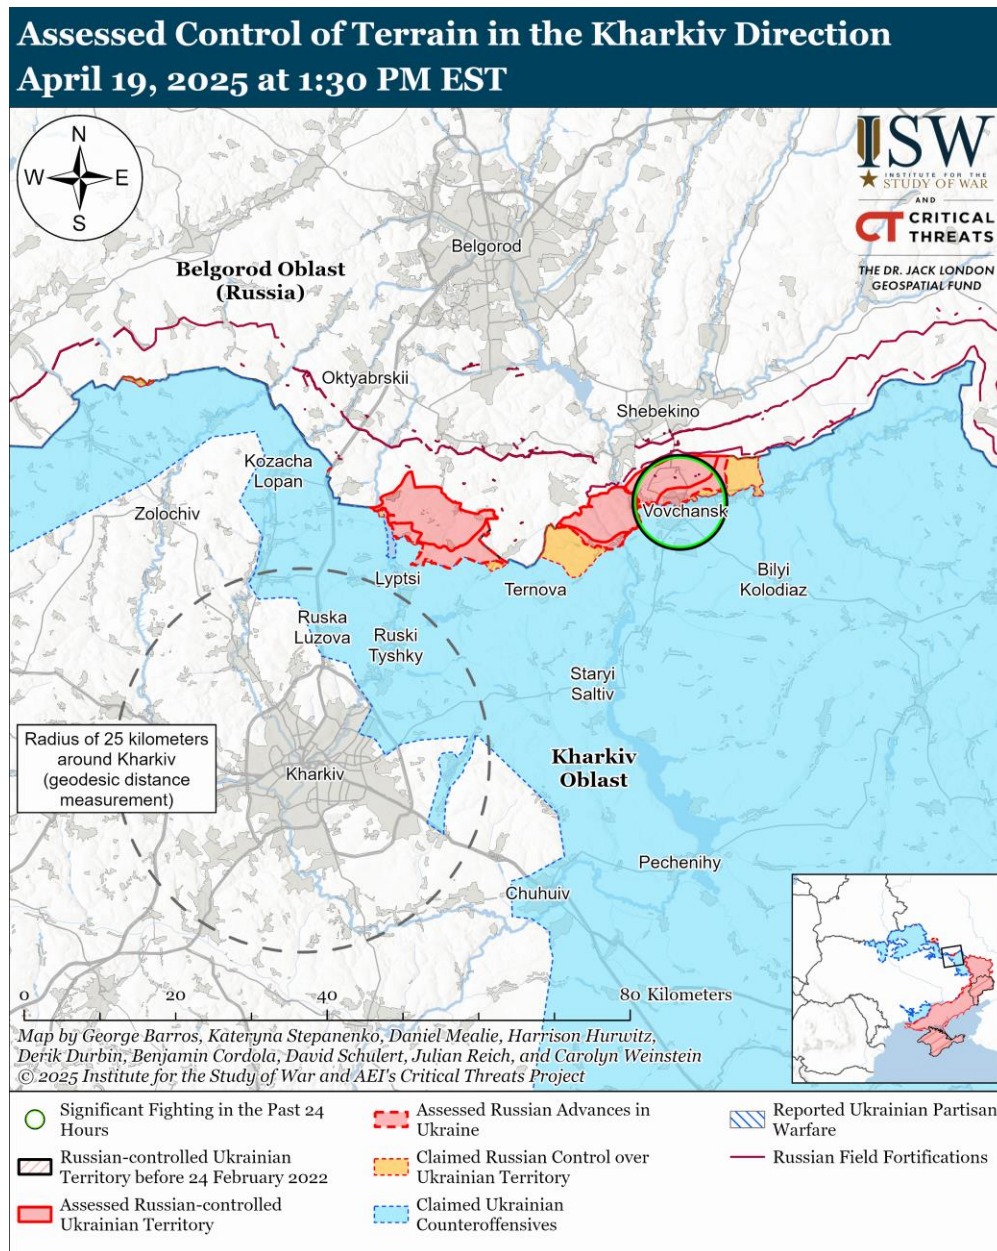 Assessed Control of Terrain in the Kharkiv Direction
April 19, 2025 at 1:30 PM EST
N
W
E
S
ISW
INSTITUTE FOR THE
STUDY OF WAR
AND
CT CRITICAL
THREATS
THE DR. JACK LONDON
GEOSPATIAL FUND
Belgorod
Belgorod Oblast
(Russia)
Oktyabrskii
Shebekino
Kozacha
Lopan
Zolochiv
Vovchansk
Lyptsi
Ternova
Bilyi
Kolodiaz
Ruska
Luzova
Ruski
Tyshky
Staryi
Saltiv
Radius of 25 kilometers
around Kharkiv
(geodesic distance
measurement)
Kharkiv
Kharkiv
Oblast
Pechenihy
Chuhuiv
0
20
40
80 Kilometers
Map by George Barros, Kateryna Stepanenko, Daniel Mealie, Harrison Hurwitz,
Derik Durbin, Benjamin Cordola, David Schulert, Julian Reich, and Carolyn Weinstein
© 2025 Institute for the Study of War and AEI's Critical Threats Project
Significant Fighting in the Past 24
Hours
Russian-controlled Ukrainian
Territory before 24 February 2022
Assessed Russian-controlled
Ukrainian Territory
Assessed Russian Advances in
Ukraine
Claimed Russian Control over
Ukrainian Territory
Claimed Ukrainian
Counteroffensives
Reported Ukrainian Partisan
Warfare
Russian Field Fortifications